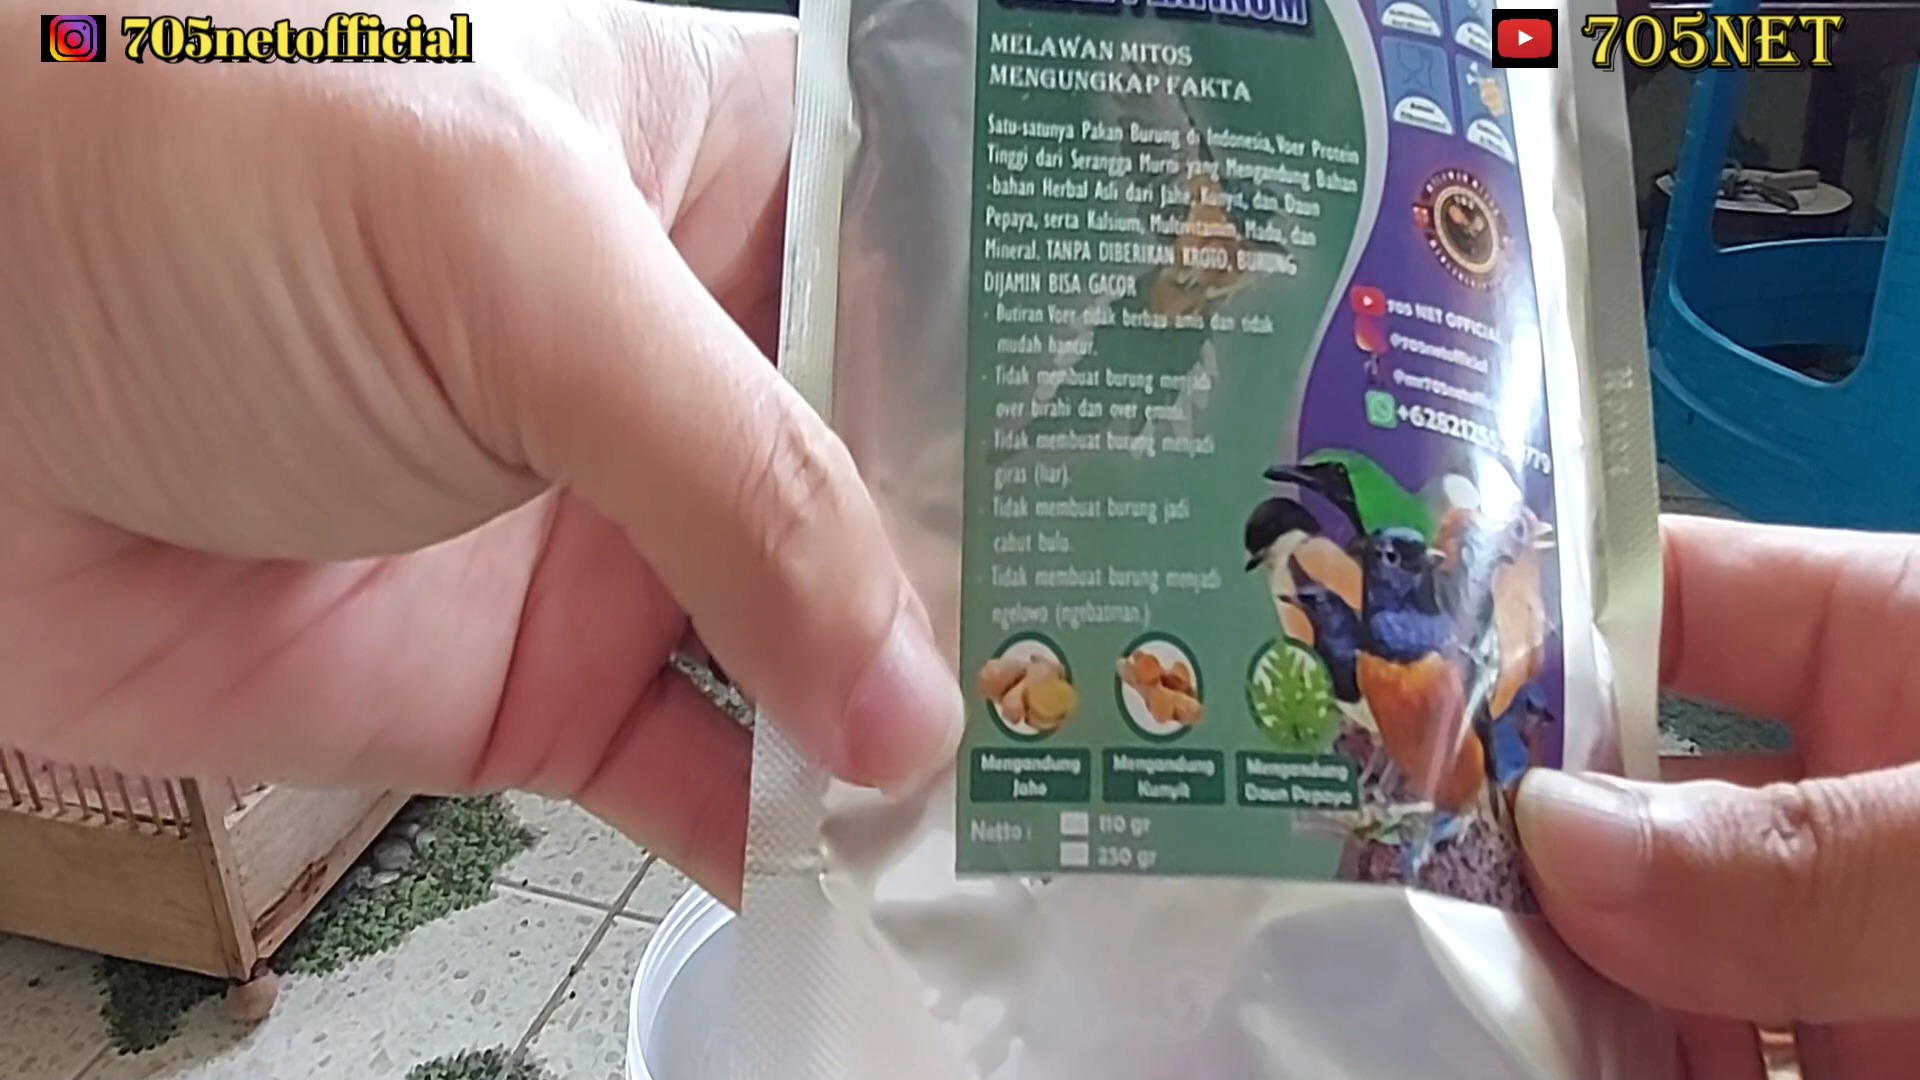 705netofficial
705NET
PLATINUM
MELAWAN MITOS
MENGUNGKAP FAKTA
Satu-satunya Pakan Burung di Indonesia, Voer Protein
Tinggi dari Serangga Murni yang Mengandung Bahan
-bahan Herbal Asli dari Jahe, Kunyit, dan Daun
Pepaya, serta Kalsium, Multivitamin, Madu, dan
Mineral. TANPA DIBERIKAN KROTO, BURUNG
DIJAMIN BISA GACOR
- Butiran Voer tidak berbau amis dan tidak
mudah hancur.
- Tidak membuat burung menjadi
over birahi dan over emosi.
- Tidak membuat burung menjadi
giras (liar).
- Tidak membuat burung jadi
cabut bulu.
- Tidak membuat burung menjadi
ngelowo (ngebatman.)
705 NET OFFICIAL
@705netofficial
Mengandung
Jahe
Mengandung
Kunyit
Mengandung
Daun Pepaya
Netto :
110 gr
250 gr